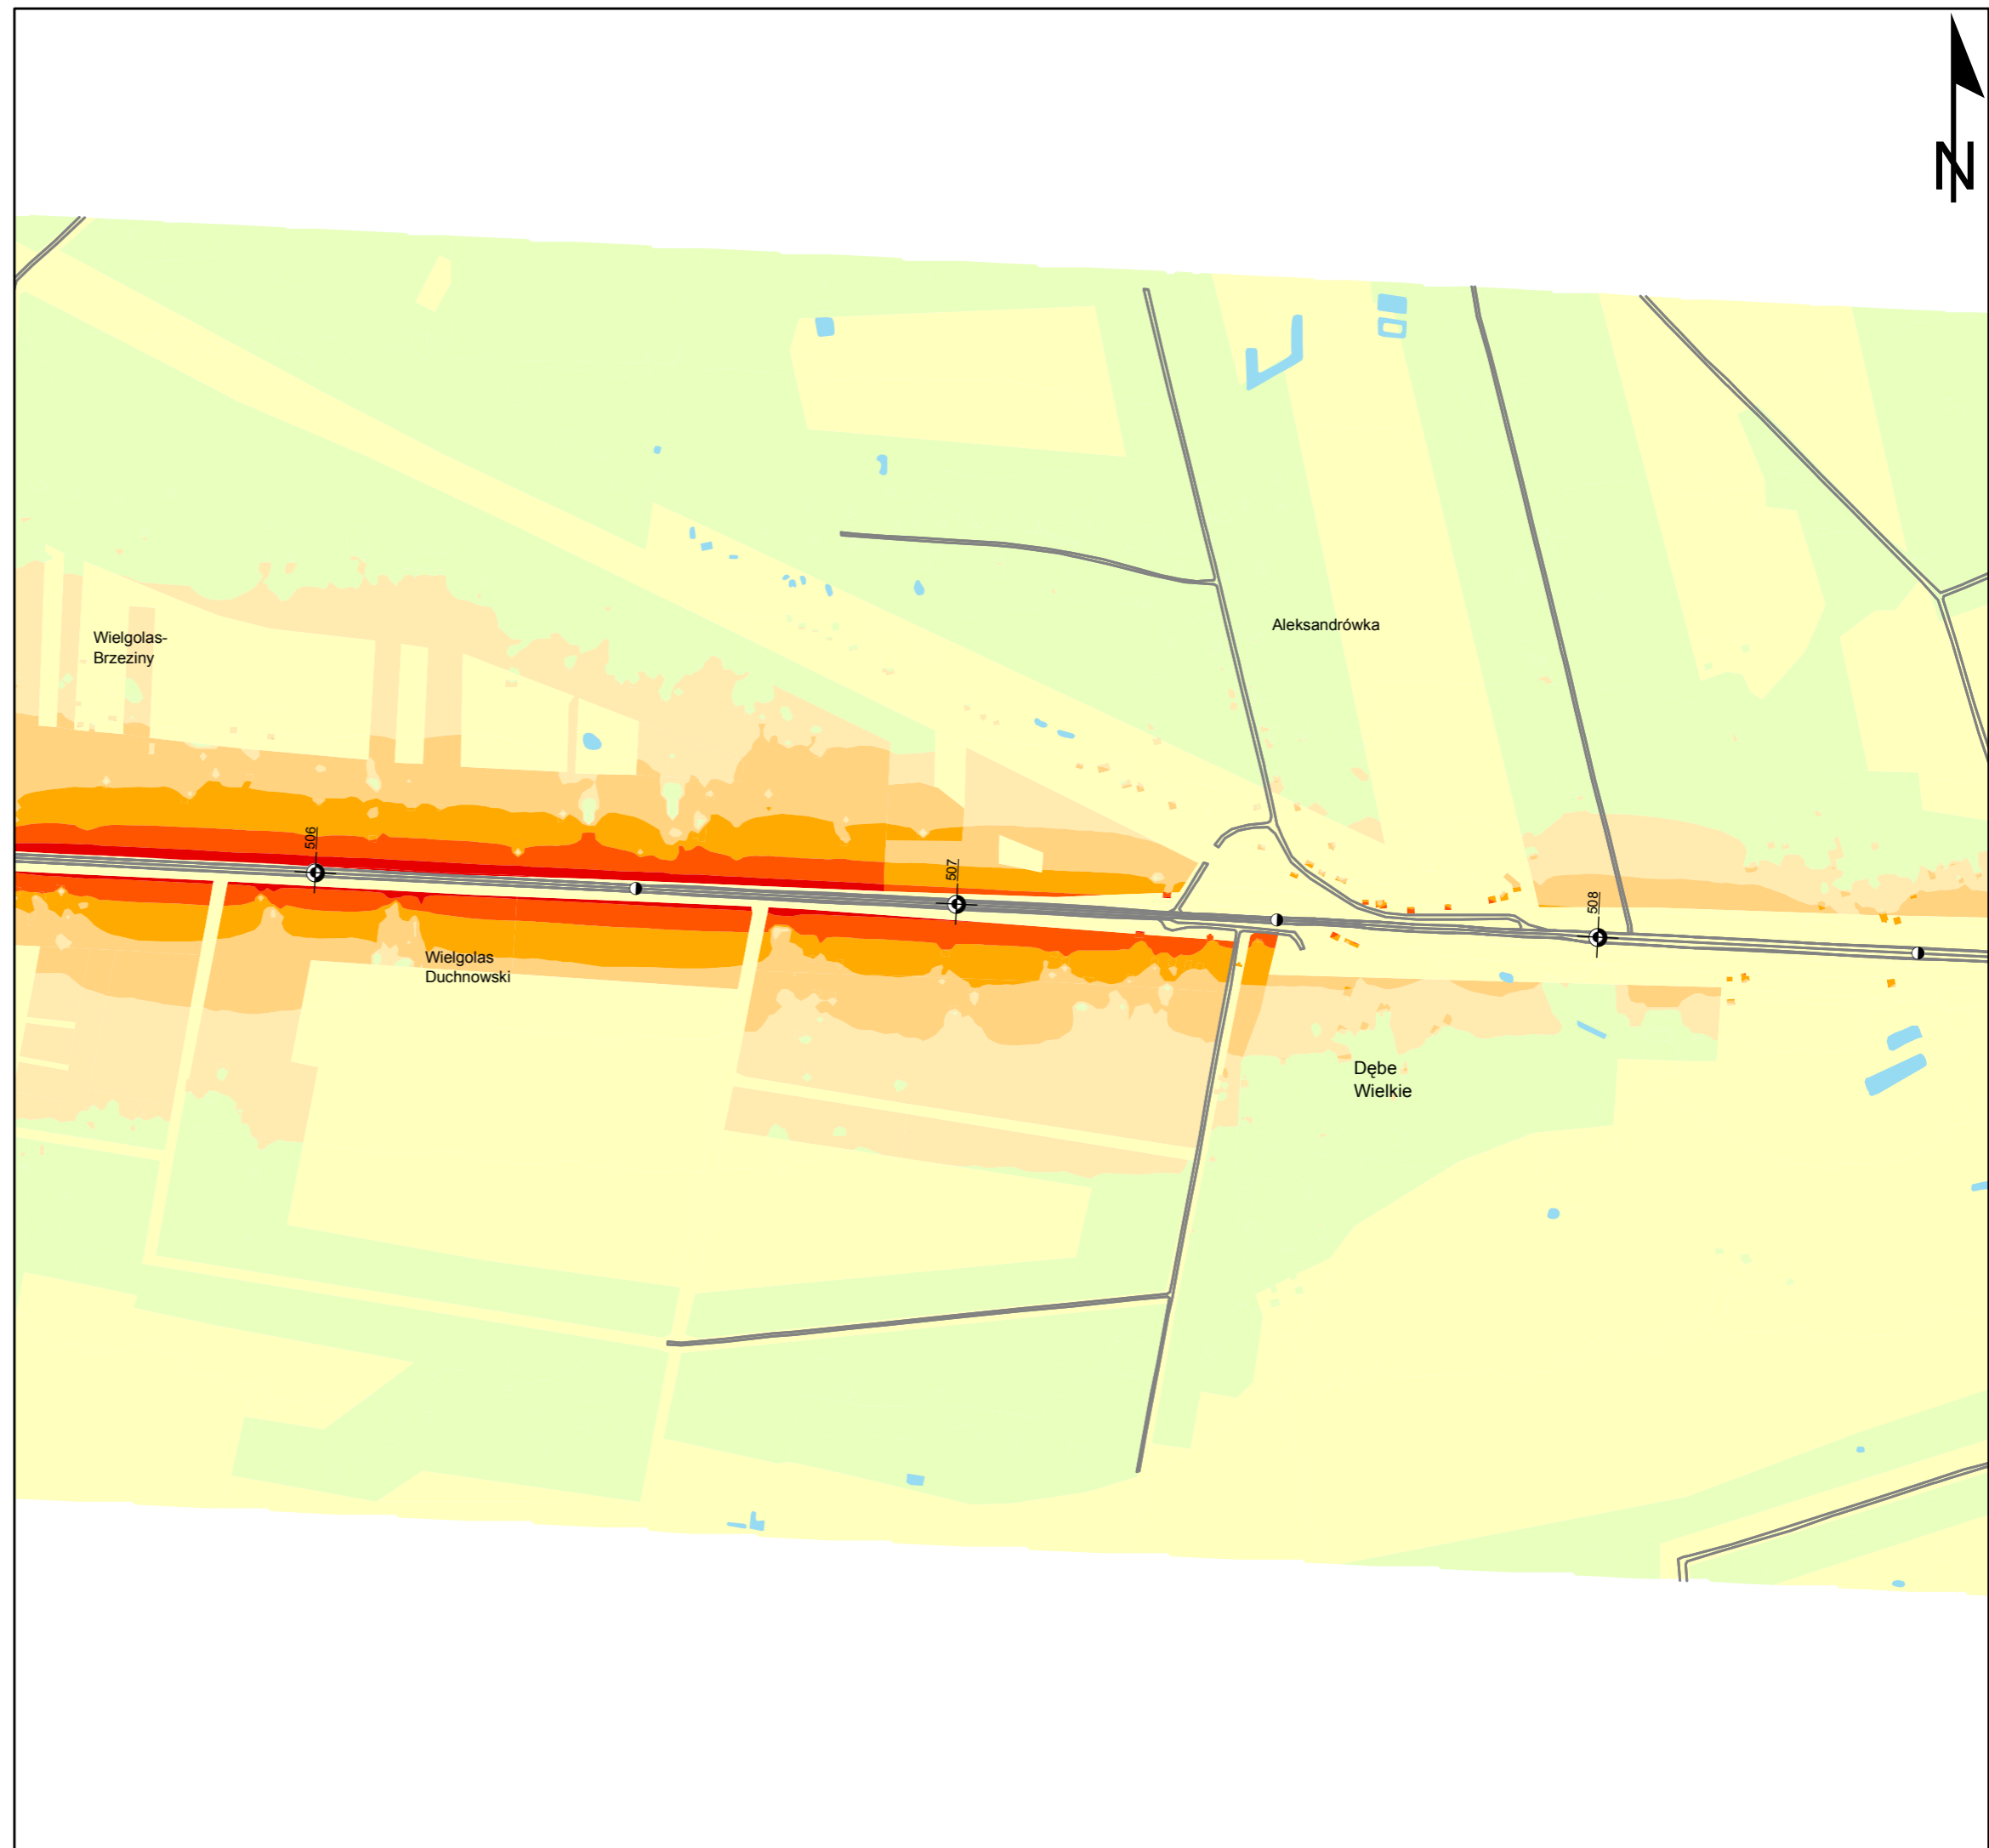 N
Aleksandrówka
Wielgolas-
Brzeziny
506
507
508
Wielgolas
Duchnowski
Dębe
Wielkie